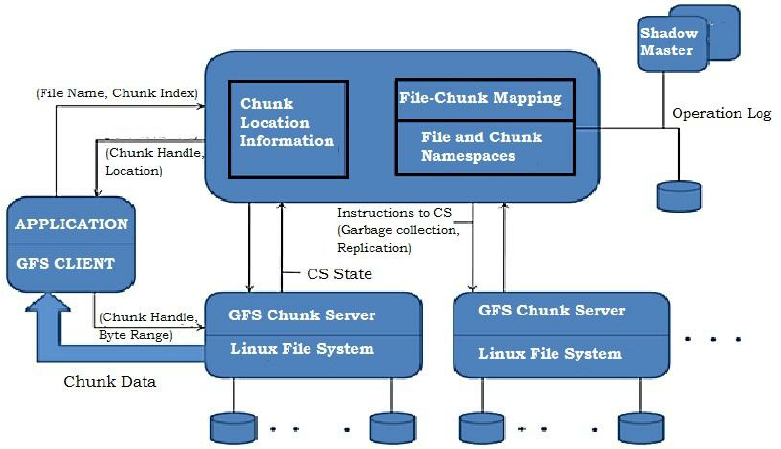 Shadow
Master
(File Name, Chunk Index)
Chunk
Location
Information
File-Chunk Mapping
File and Chunk
Namespaces
Operation Log
(Chunk Handle,
Location)
APPLICATION
GFS CLIENT
Instructions to CS
(Garbage collection,
Replication)
CS State
(Chunk Handle,
Byte Range)
GFS Chunk Server
Linux File System
GFS Chunk Server
Linux File System
Chunk Data